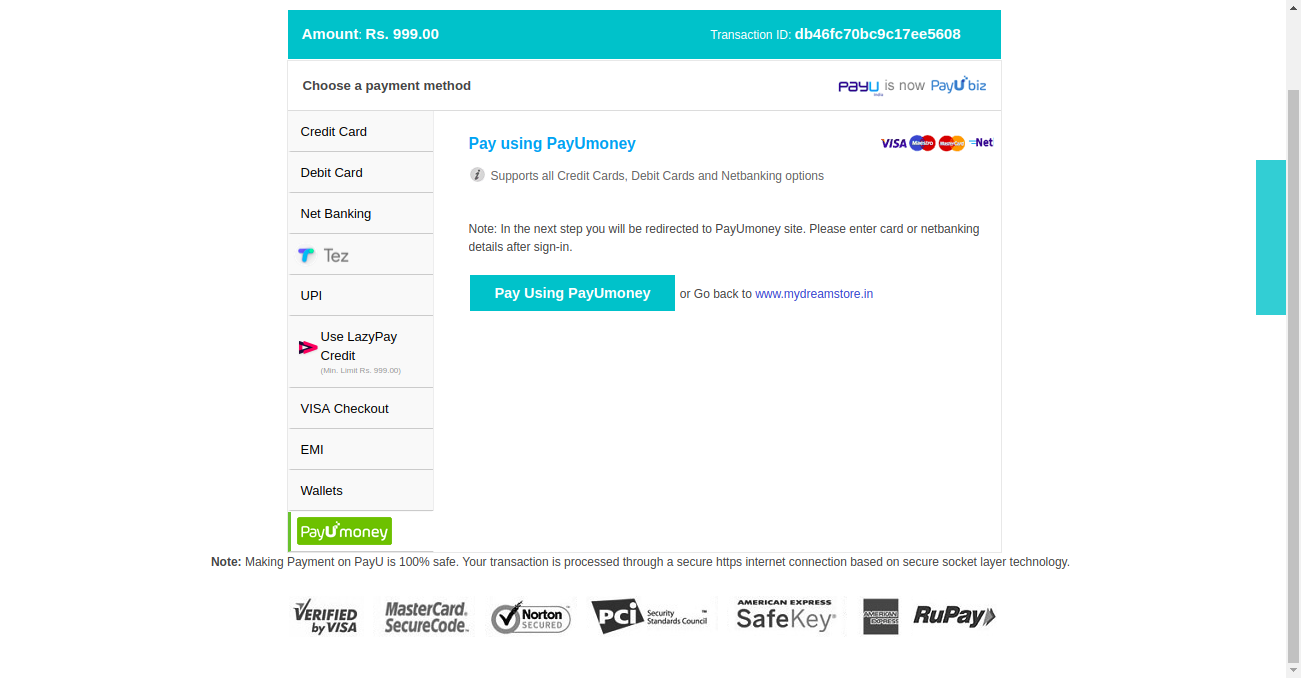 Amount: Rs. 999.00 Transaction ID: db46fc70bc9c17ee5608
Choose a payment method
PayU india is now PayU biz
Credit Card
Debit Card
Net Banking
Tez
UPI
Use LazyPay
Credit
(Min. Limit Rs. 999.00)
VISA Checkout
EMI
Wallets
PayUmoney
Pay using PayUmoney
VISA Maestro MasterCard Net
i Supports all Credit Cards, Debit Cards and Netbanking options
Note: In the next step you will be redirected to PayUmoney site. Please enter card or netbanking
details after sign-in.
Pay Using PayUmoney or Go back to www.mydreamstore.in
Note: Making Payment on PayU is 100% safe. Your transaction is processed through a secure https internet connection based on secure socket layer technology.
VERIFIED
by VISA
MasterCard.
SecureCode.
Norton
SECURED
PCI Security
Standards Council
AMERICAN EXPRESS
SafeKey
AMERICAN
EXPRESS
RuPay